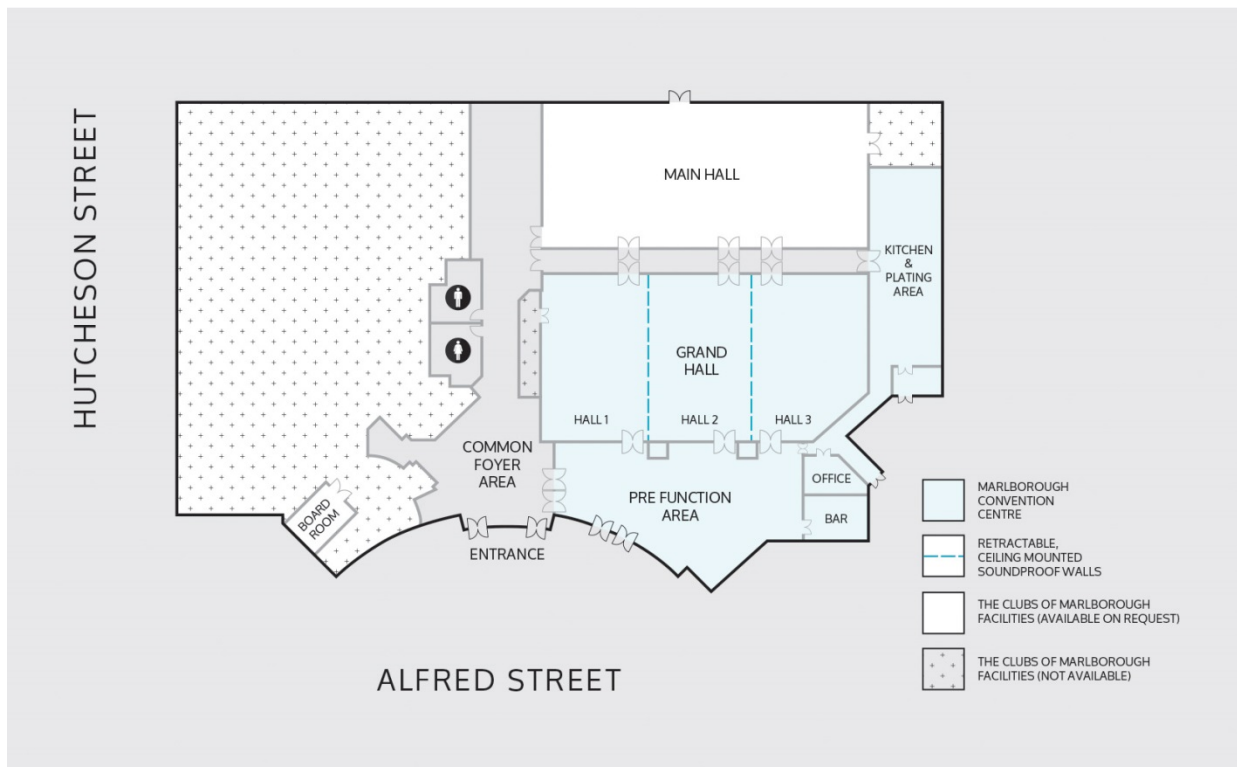 HUTCHESON STREET
MAIN HALL
KITCHEN
&
PLATING
AREA
GRAND
HALL
HALL 1
HALL 2
HALL 3
COMMON
FOYER
AREA
PRE FUNCTION
AREA
OFFICE
BAR
BOARD
ROOM
ENTRANCE
ALFRED STREET
MARLBOROUGH
CONVENTION
CENTRE
RETRACTABLE,
CEILING MOUNTED
SOUNDPROOF WALLS
THE CLUBS OF MARLBOROUGH
FACILITIES (AVAILABLE ON REQUEST)
THE CLUBS OF MARLBOROUGH
FACILITIES (NOT AVAILABLE)